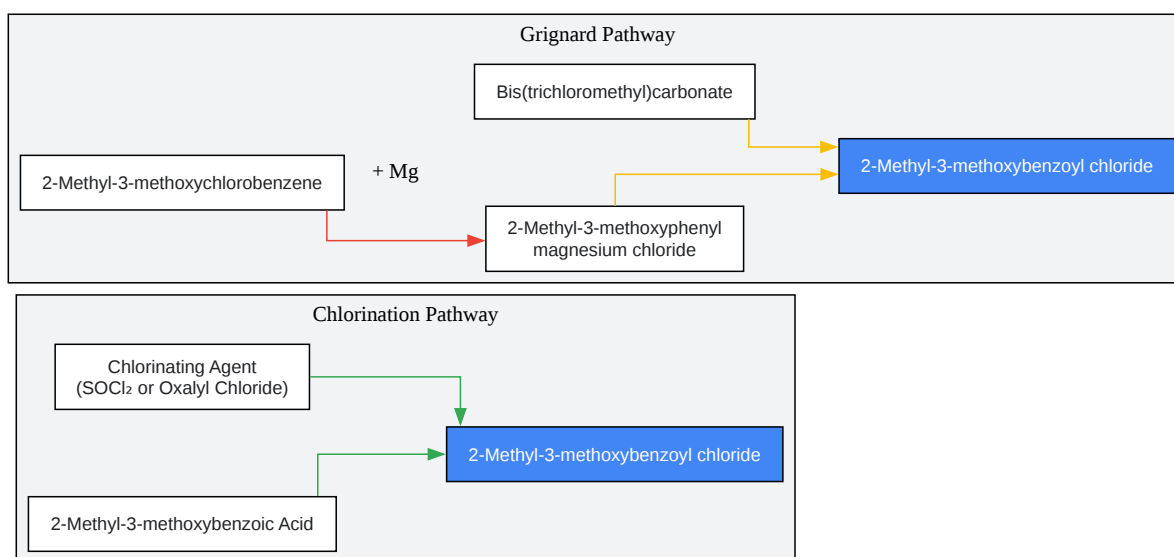 Grignard Pathway
Bis(trichloromethyl)carbonate
2-Methyl-3-methoxychlorobenzene
+ Mg
2-Methyl-3-methoxybenzoyl chloride
2-Methyl-3-methoxyphenyl
magnesium chloride
Chlorination Pathway
Chlorinating Agent
(SOCl₂ or Oxalyl Chloride)
2-Methyl-3-methoxybenzoyl chloride
2-Methyl-3-methoxybenzoic Acid